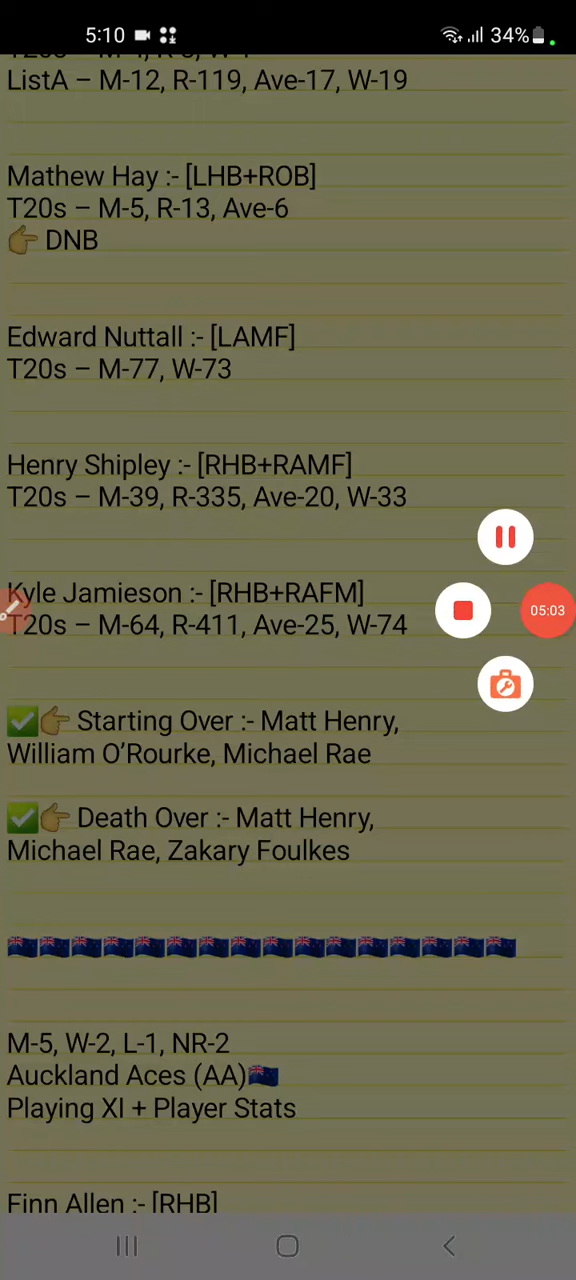 5:10
34%
ListA – M-12, R-119, Ave-17, W-19
Mathew Hay :- [LHB+ROB]
T20s – M-5, R-13, Ave-6
👉 DNB
Edward Nuttall :- [LAMF]
T20s – M-77, W-73
Henry Shipley :- [RHB+RAMF]
T20s – M-39, R-335, Ave-20, W-33
Kyle Jamieson :- [RHB+RAFM]
T20s – M-64, R-411, Ave-25, W-74
05:03
✅👉 Starting Over :- Matt Henry,
William O’Rourke, Michael Rae
✅👉 Death Over :- Matt Henry,
Michael Rae, Zakary Foulkes
🇳🇿🇳🇿🇳🇿🇳🇿🇳🇿🇳🇿🇳🇿🇳🇿🇳🇿🇳🇿🇳🇿🇳🇿🇳🇿🇳🇿🇳🇿🇳🇿
M-5, W-2, L-1, NR-2
Auckland Aces (AA)🇳🇿
Playing XI + Player Stats
Finn Allen :- [RHB]